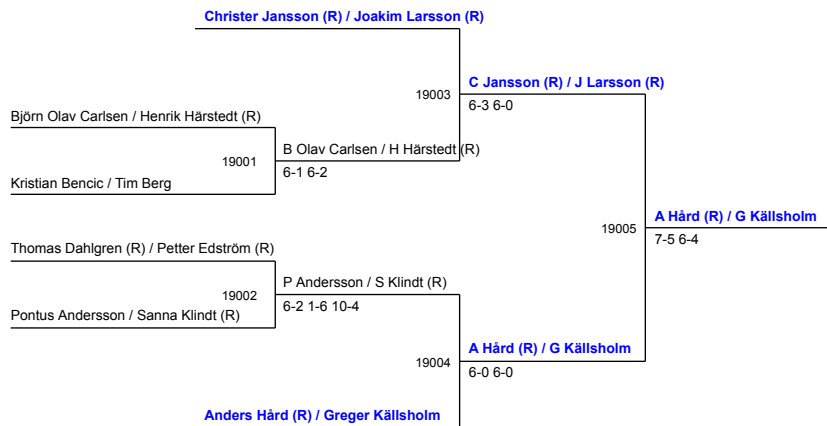 Christer Jansson (R) / Joakim Larsson (R)
C Jansson (R) / J Larsson (R)
19003
6-3 6-0
Björn Olav Carlsen / Henrik Härstedt (R)
B Olav Carlsen / H Härstedt (R)
19001
6-1 6-2
Kristian Bencic / Tim Berg
A Hård (R) / G Källsholm
19005
7-5 6-4
Thomas Dahlgren (R) / Petter Edström (R)
P Andersson / S Klindt (R)
19002
6-2 1-6 10-4
Pontus Andersson / Sanna Klindt (R)
A Hård (R) / G Källsholm
19004
6-0 6-0
Anders Hård (R) / Greger Källsholm